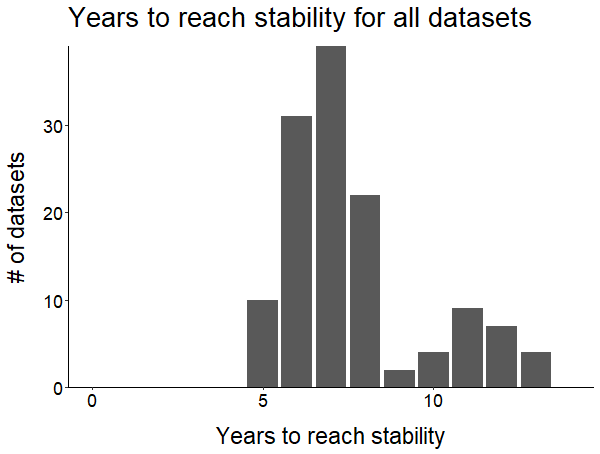 Years to reach stability for all datasets
# of datasets
30
20
10
0
0 5 10
Years to reach stability